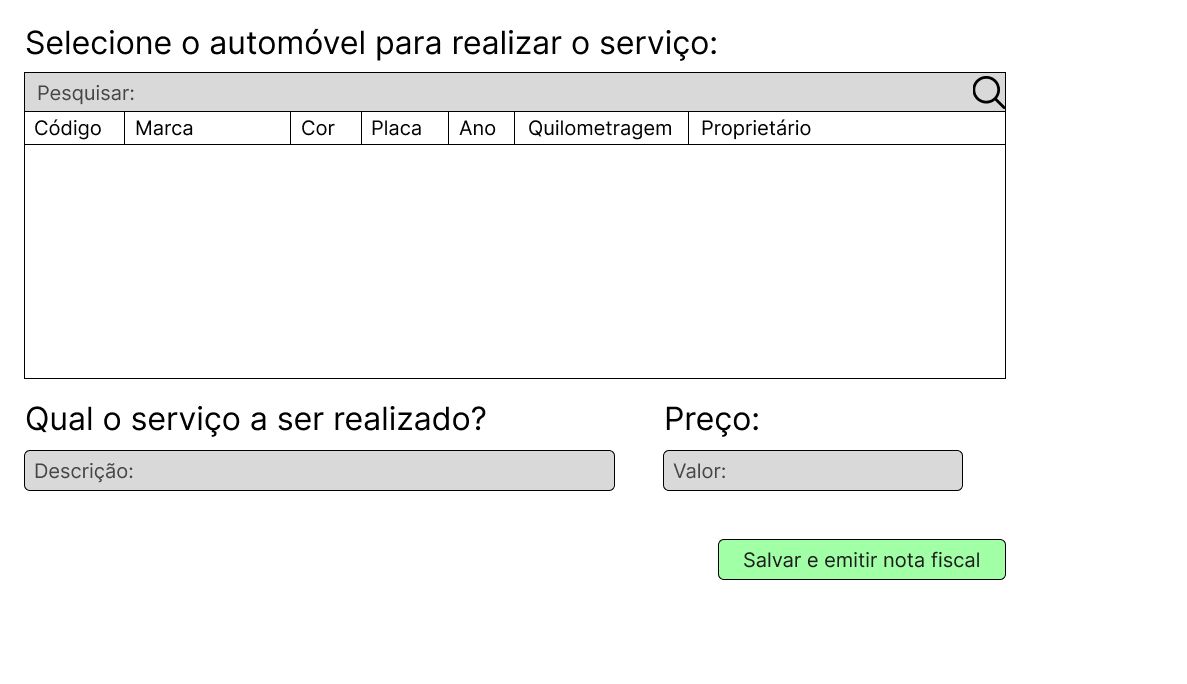 Selecione o automóvel para realizar o serviço:
Pesquisar:
Código Marca Cor Placa Ano Quilometragem Proprietário
Qual o serviço a ser realizado? Preço:
Descrição: Valor:
Salvar e emitir nota fiscal